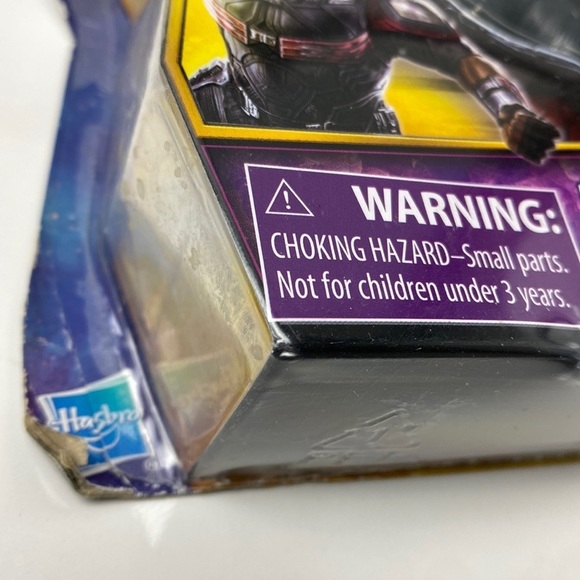 WARNING:
CHOKING HAZARD–Small parts.
Not for children under 3 years.
Hasbro